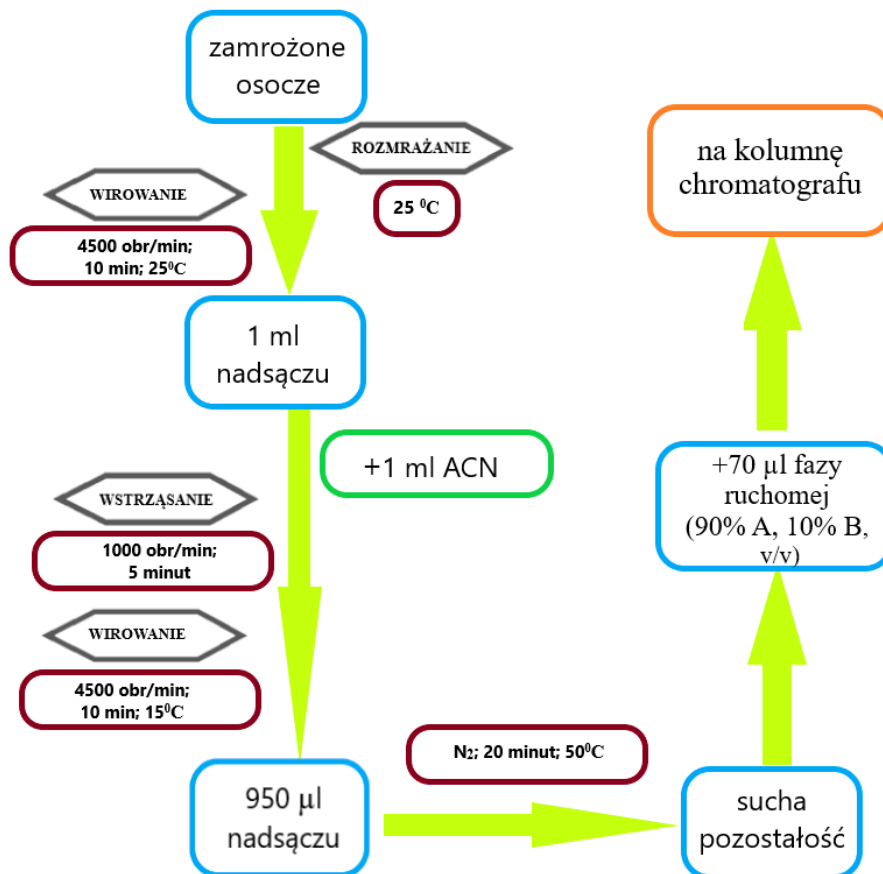 zamrożone
osocze
ROZMRAŻANIE
25 ⁰C
WIROWANIE
4500 obr/min;
10 min; 25⁰C
1 ml
nadsączu
+1 ml ACN
WSTRZĄSANIE
1000 obr/min;
5 minut
WIROWANIE
4500 obr/min;
10 min; 15⁰C
950 µl
nadsączu
N₂; 20 minut; 50⁰C
sucha
pozostałość
+70 µl fazy
ruchomej
(90% A, 10% B,
v/v)
na kolumnę
chromatografu